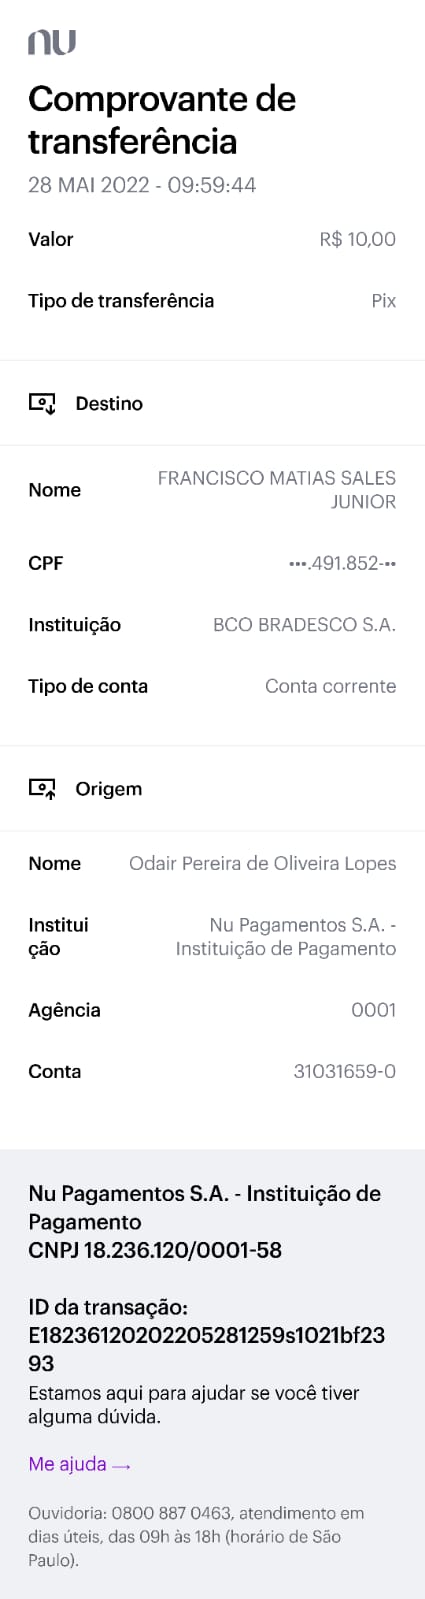 nu
Comprovante de
transferência
28 MAI 2022 - 09:59:44
Valor R$ 10,00
Tipo de transferência Pix
Destino
Nome FRANCISCO MATIAS SALES
JUNIOR
CPF •••.491.852-••
Instituição BCO BRADESCO S.A.
Tipo de conta Conta corrente
Origem
Nome Odair Pereira de Oliveira Lopes
Institui Nu Pagamentos S.A. -
ção Instituição de Pagamento
Agência 0001
Conta 31031659-0
Nu Pagamentos S.A. - Instituição de
Pagamento
CNPJ 18.236.120/0001-58
ID da transação:
E18236120202205281259s1021bf23
93
Estamos aqui para ajudar se você tiver
alguma dúvida.
Me ajuda →
Ouvidoria: 0800 887 0463, atendimento em
dias úteis, das 09h às 18h (horário de São
Paulo).